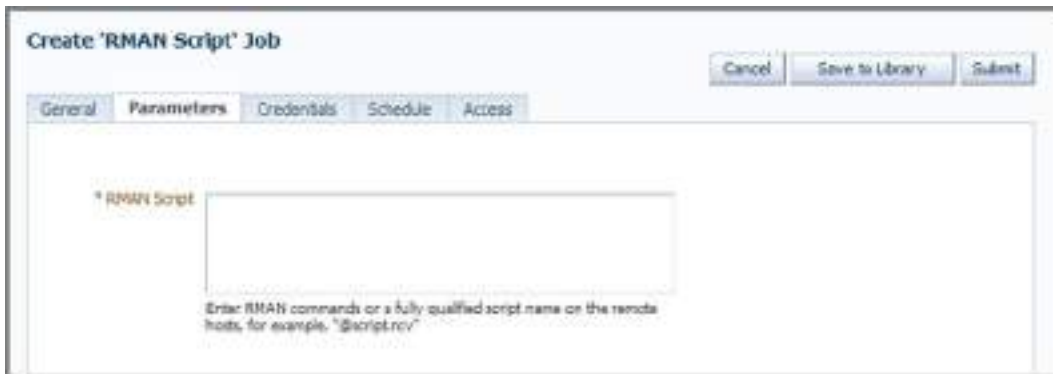 Create 'RMAN Script' Job
Cancel Save to Library Submit
General Parameters Credentials Schedule Access
* RMAN Script
Enter RMAN commands or a fully qualified script name on the remote
hosts, for example, "@script.rcv"